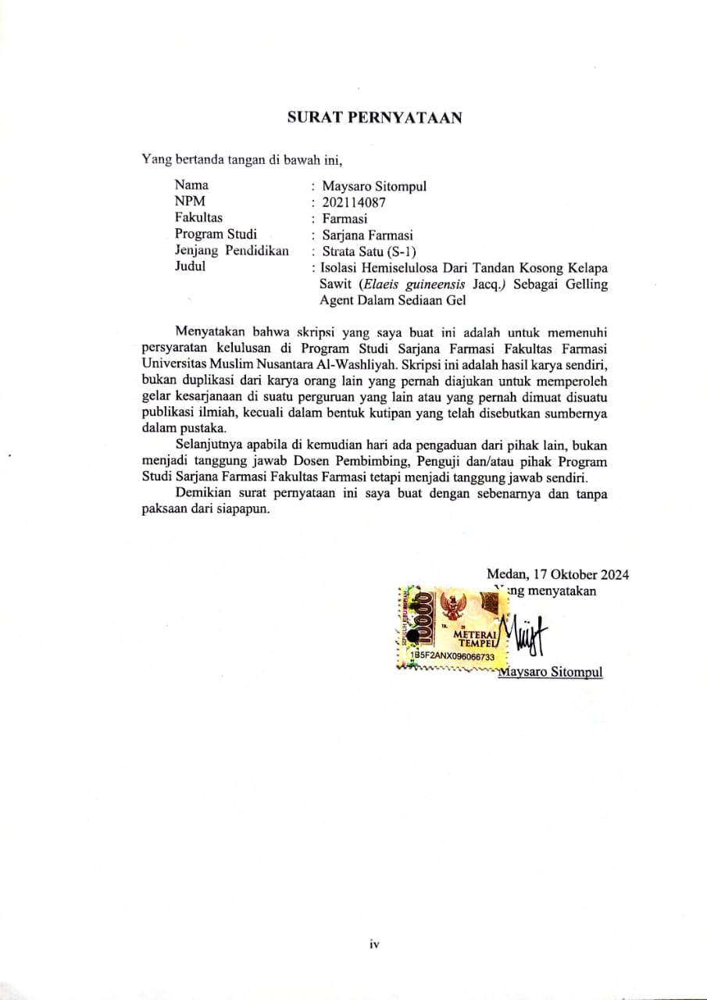 SURAT PERNYATAAN
Yang bertanda tangan di bawah ini,
Nama : Maysaro Sitompul
NPM : 202114087
Fakultas : Farmasi
Program Studi : Sarjana Farmasi
Jenjang Pendidikan : Strata Satu (S-1)
Judul : Isolasi Hemiselulosa Dari Tandan Kosong Kelapa
Sawit (Elaeis guineensis Jacq.) Sebagai Gelling
Agent Dalam Sediaan Gel
Menyatakan bahwa skripsi yang saya buat ini adalah untuk memenuhi
persyaratan kelulusan di Program Studi Sarjana Farmasi Fakultas Farmasi
Universitas Muslim Nusantara Al-Washliyah. Skripsi ini adalah hasil karya sendiri,
bukan duplikasi dari karya orang lain yang pernah diajukan untuk memperoleh
gelar kesarjanaan di suatu perguruan yang lain atau yang pernah dimuat disuatu
publikasi ilmiah, kecuali dalam bentuk kutipan yang telah disebutkan sumbernya
dalam pustaka.
Selanjutnya apabila di kemudian hari ada pengaduan dari pihak lain, bukan
menjadi tanggung jawab Dosen Pembimbing, Penguji dan/atau pihak Program
Studi Sarjana Farmasi Fakultas Farmasi tetapi menjadi tanggung jawab sendiri.
Demikian surat pernyataan ini saya buat dengan sebenarnya dan tanpa
paksaan dari siapapun.
Medan, 17 Oktober 2024
menyatakan
SEPULUH RIBU RUPIAH
10000
METERAI
TEMPEL
1B5F2ANX096066733
Maysaro Sitompul
iv